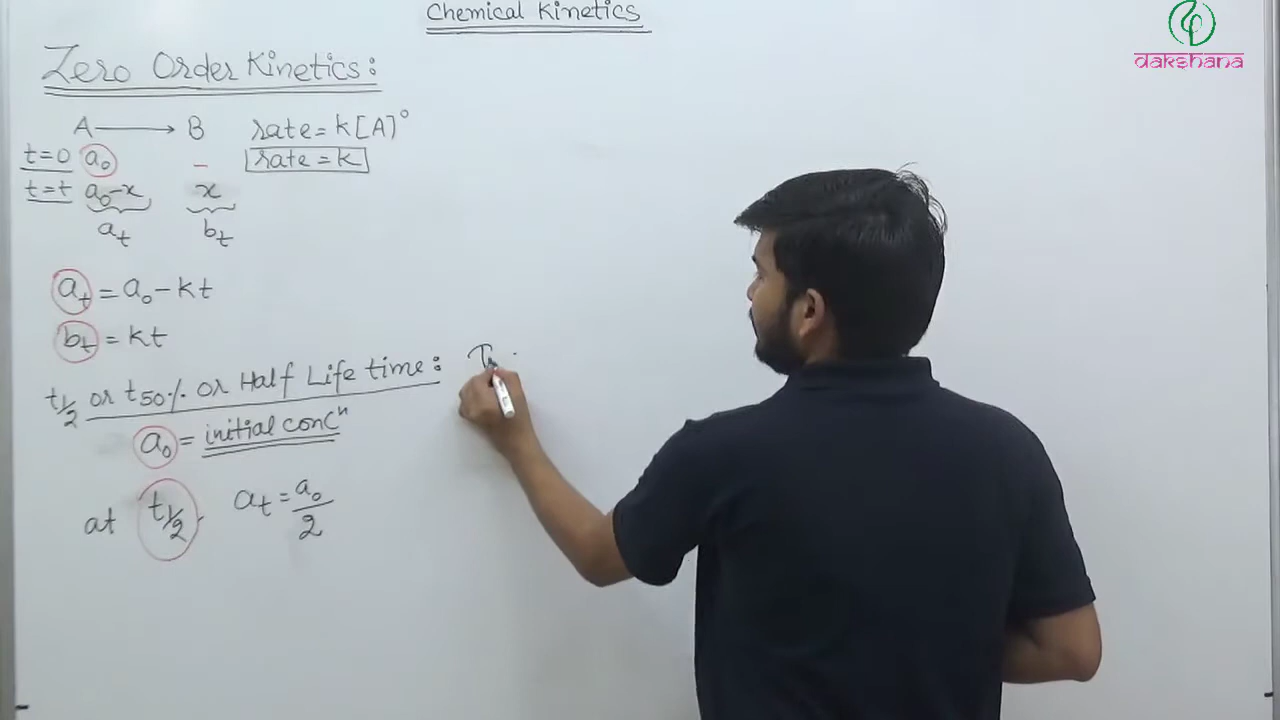 Chemical Kinetics
dakshana
Zero Order Kinetics:
A ⟶ B rate = k[A]⁰
t=0 a₀ – rate = k
t=t a₀-x x
aₜ bₜ
aₜ = a₀ - kt
bₜ = kt
t½ or t50% or Half Life time:
a₀ = initial concⁿ
at t½ aₜ = a₀/2